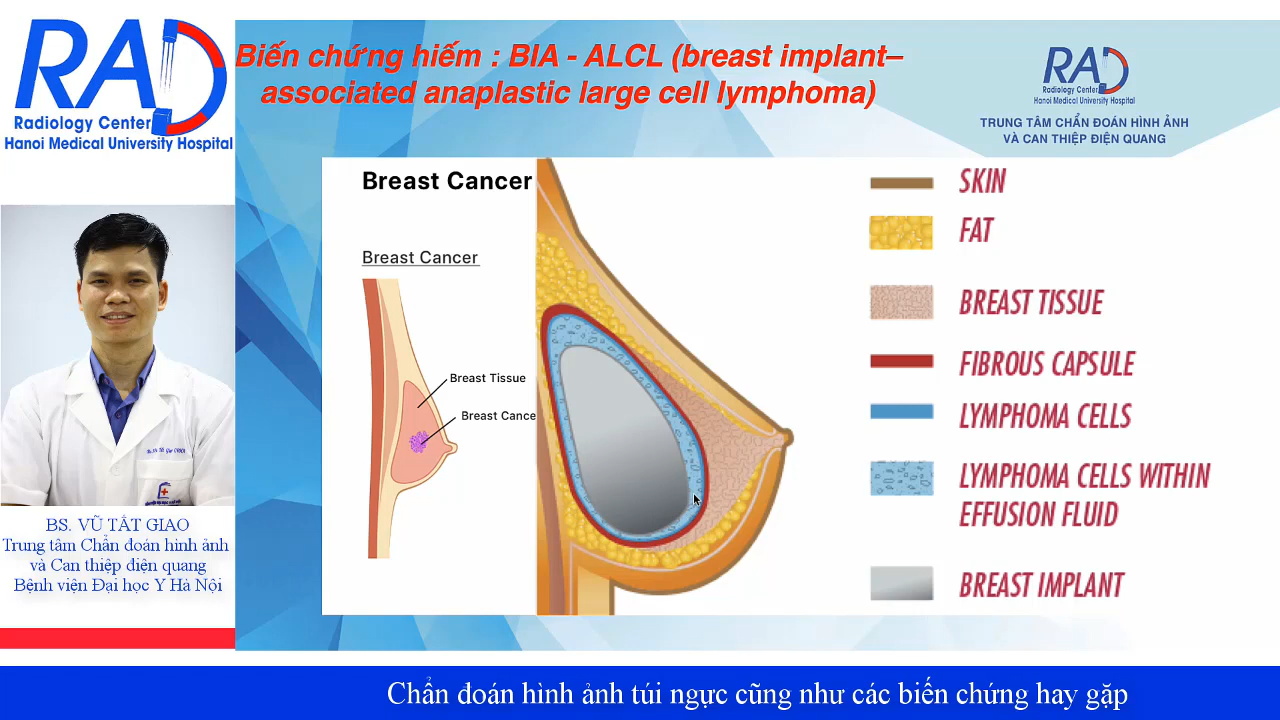 RAD
Radiology Center
Hanoi Medical University Hospital
Biến chứng hiếm : BIA - ALCL (breast implant–
associated anaplastic large cell lymphoma)
RAD
Radiology Center
Hanoi Medical University Hospital
TRUNG TÂM CHẨN ĐOÁN HÌNH ẢNH
VÀ CAN THIỆP ĐIỆN QUANG
Breast Cancer
Breast Cancer
Breast Tissue
Breast Cance
SKIN
FAT
BREAST TISSUE
FIBROUS CAPSULE
LYMPHOMA CELLS
LYMPHOMA CELLS WITHIN
EFFUSION FLUID
BREAST IMPLANT
BS. VŨ TẤT GIAO
Trung tâm Chẩn đoán hình ảnh
và Can thiệp điện quang
Bệnh viện Đại học Y Hà Nội
Chẩn đoán hình ảnh túi ngực cũng như các biến chứng hay gặp